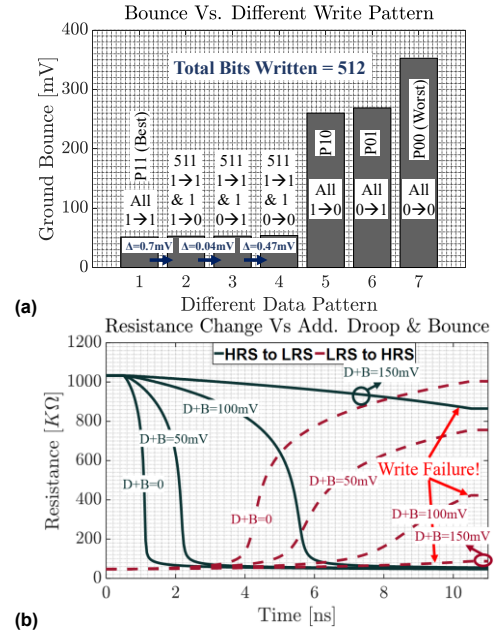 Bounce Vs. Different Write Pattern
Ground Bounce [mV]
400
300
200
100
0
Total Bits Written = 512
P11 (Best)
All
1→1
511
1→1
& 1
1→0
511
1→1
& 1
0→1
511
1→1
& 1
0→0
P10
All
1→0
P01
All
0→1
P00 (Worst)
All
0→0
Δ=0.7mV
Δ=0.04mV
Δ=0.47mV
1 2 3 4 5 6 7
Different Data Pattern
(a)
Resistance Change Vs Add. Droop & Bounce
Resistance [KΩ]
1200
1000
800
600
400
200
0
HRS to LRS
LRS to HRS
D+B=150mV
D+B=100mV
D+B=50mV
D+B=0
D+B=0
D+B=50mV
Write Failure!
D+B=100mV
D+B=150mV
0 2 4 6 8 10
Time [ns]
(b)